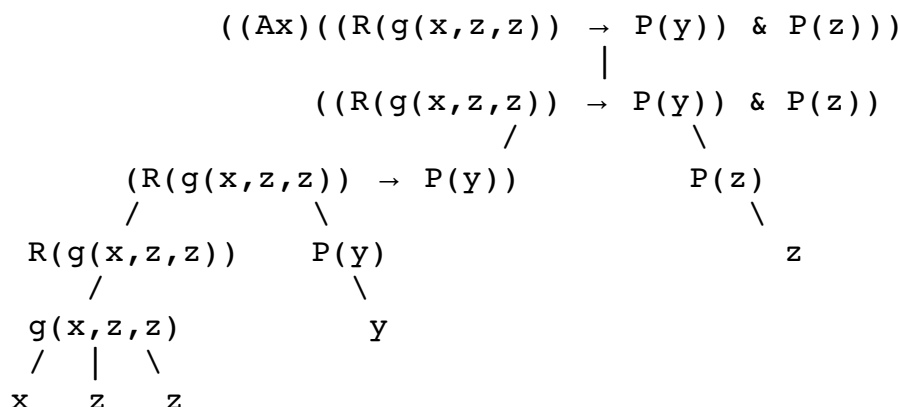 ((Ax)((R(g(x,z,z)) → P(y)) & P(z)))
|
((R(g(x,z,z)) → P(y)) & P(z))
/ \
(R(g(x,z,z)) → P(y)) P(z)
/ \ \
R(g(x,z,z)) P(y) z
/ \
g(x,z,z) y
/ | \
x z z